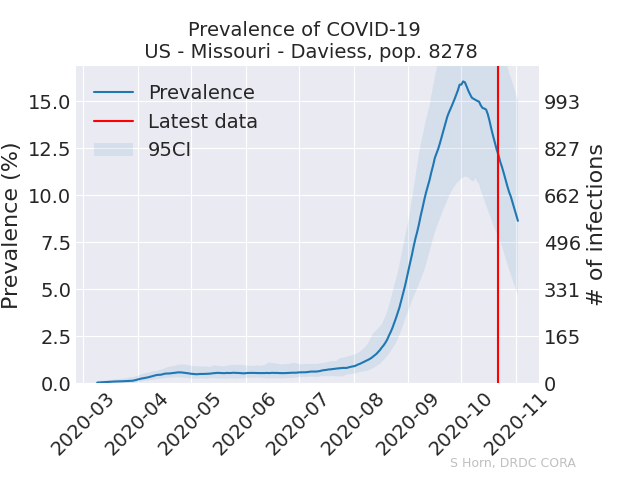 Prevalence of COVID-19
US - Missouri - Daviess, pop. 8278
Prevalence
Latest data
95CI
Prevalence (%)
15.0
12.5
10.0
7.5
5.0
2.5
0.0
993
827
662
496
331
165
0
# of infections
2020-03
2020-04
2020-05
2020-06
2020-07
2020-08
2020-09
2020-10
2020-11
S Horn, DRDC CORA